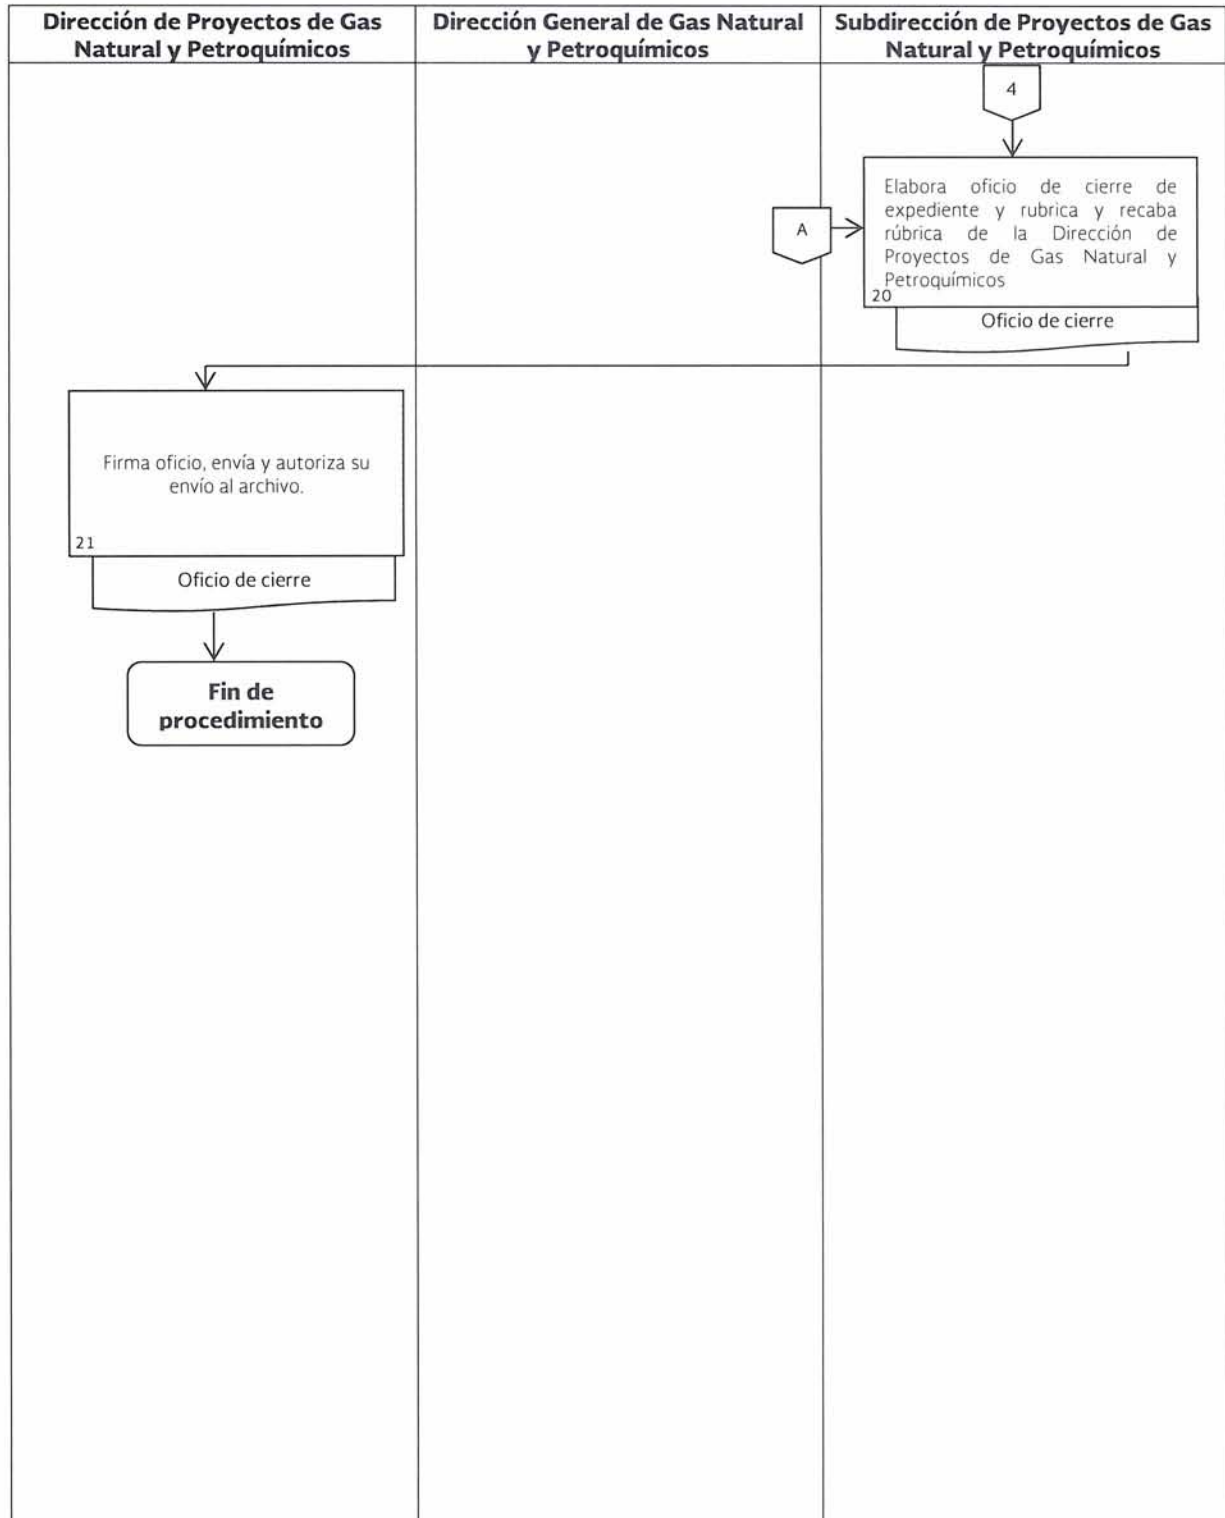 Dirección de Proyectos de Gas
Natural y Petroquímicos
Dirección General de Gas Natural
y Petroquímicos
Subdirección de Proyectos de Gas
Natural y Petroquímicos
4
Elabora oficio de cierre de
expediente y rubrica y recaba
rúbrica de la Dirección de
Proyectos de Gas Natural y
Petroquímicos
20
A
Oficio de cierre
Firma oficio, envía y autoriza su
envío al archivo.
21
Oficio de cierre
Fin de
procedimiento